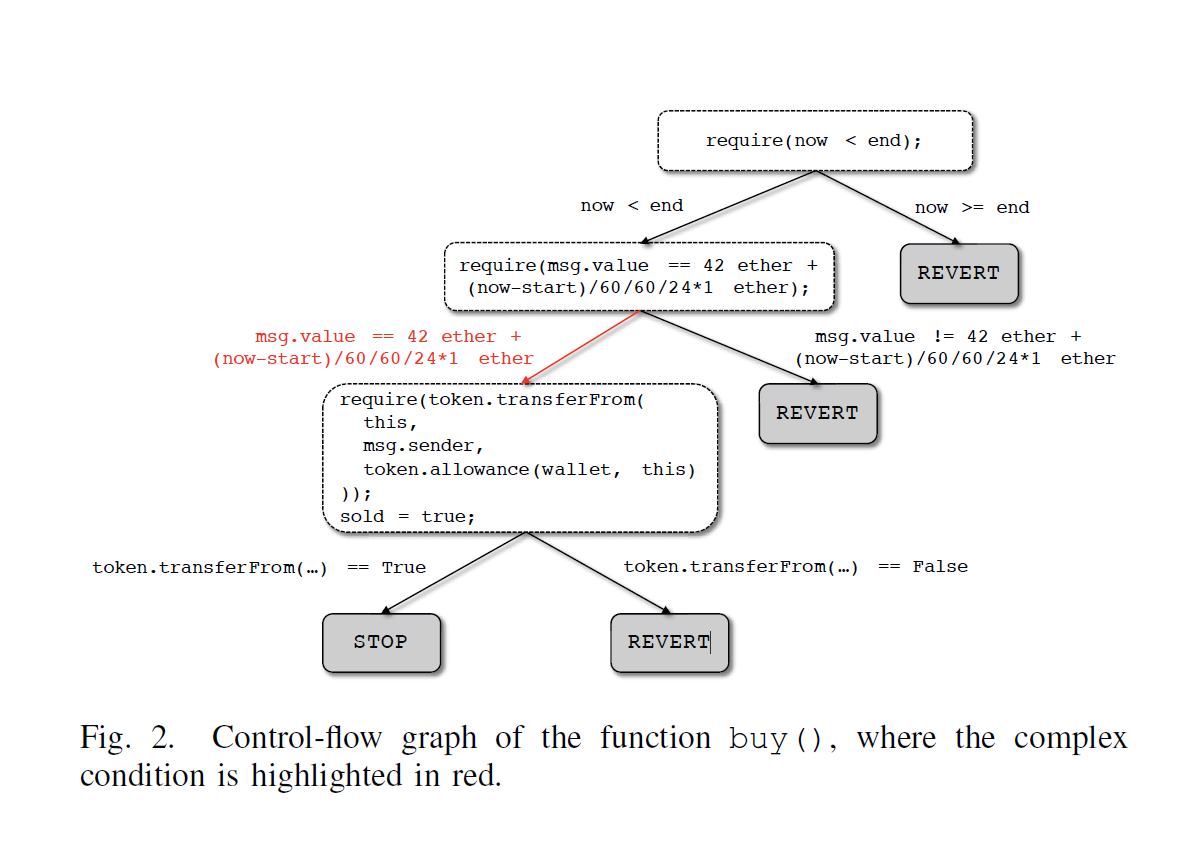 require(now < end);
now < end
now >= end
require(msg.value == 42 ether +
(now-start)/60/60/24*1 ether);
REVERT
msg.value == 42 ether +
(now-start)/60/60/24*1 ether
msg.value != 42 ether +
(now-start)/60/60/24*1 ether
require(token.transferFrom(
this,
msg.sender,
token.allowance(wallet, this)
));
sold = true;
REVERT
token.transferFrom(…) == True
token.transferFrom(…) == False
STOP
REVERT
Fig. 2. Control-flow graph of the function buy(), where the complex
condition is highlighted in red.